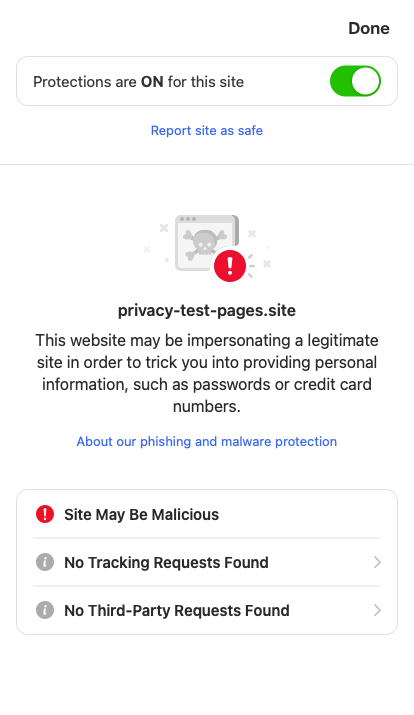 Done
Protections are ON for this site
Report site as safe
privacy-test-pages.site
This website may be impersonating a legitimate
site in order to trick you into providing personal
information, such as passwords or credit card
numbers.
About our phishing and malware protection
Site May Be Malicious
No Tracking Requests Found
No Third-Party Requests Found